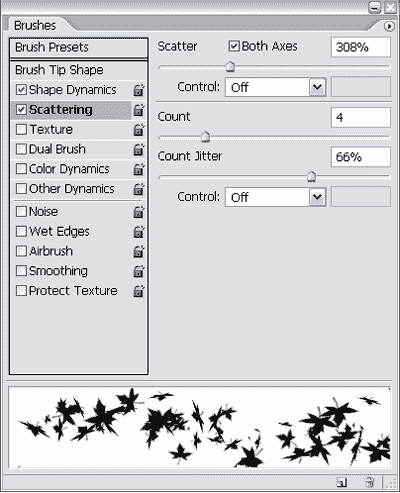 Brushes
Brush Presets
Brush Tip Shape
Shape Dynamics
Scattering
Texture
Dual Brush
Color Dynamics
Other Dynamics
Noise
Wet Edges
Airbrush
Smoothing
Protect Texture
Scatter Both Axes 308%
Control: Off
Count 4
Count Jitter 66%
Control: Off